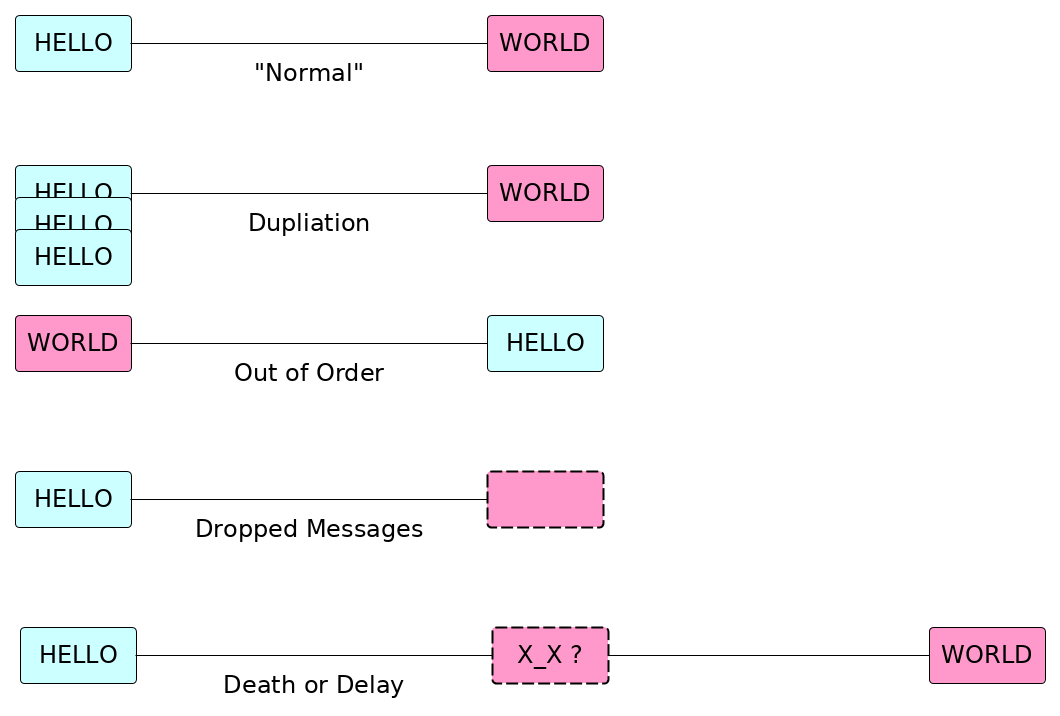 HELLO WORLD
"Normal"
HELLO WORLD
HELLO
Dupliation
HELLO
WORLD HELLO
Out of Order
HELLO
Dropped Messages
HELLO X_X ? WORLD
Death or Delay